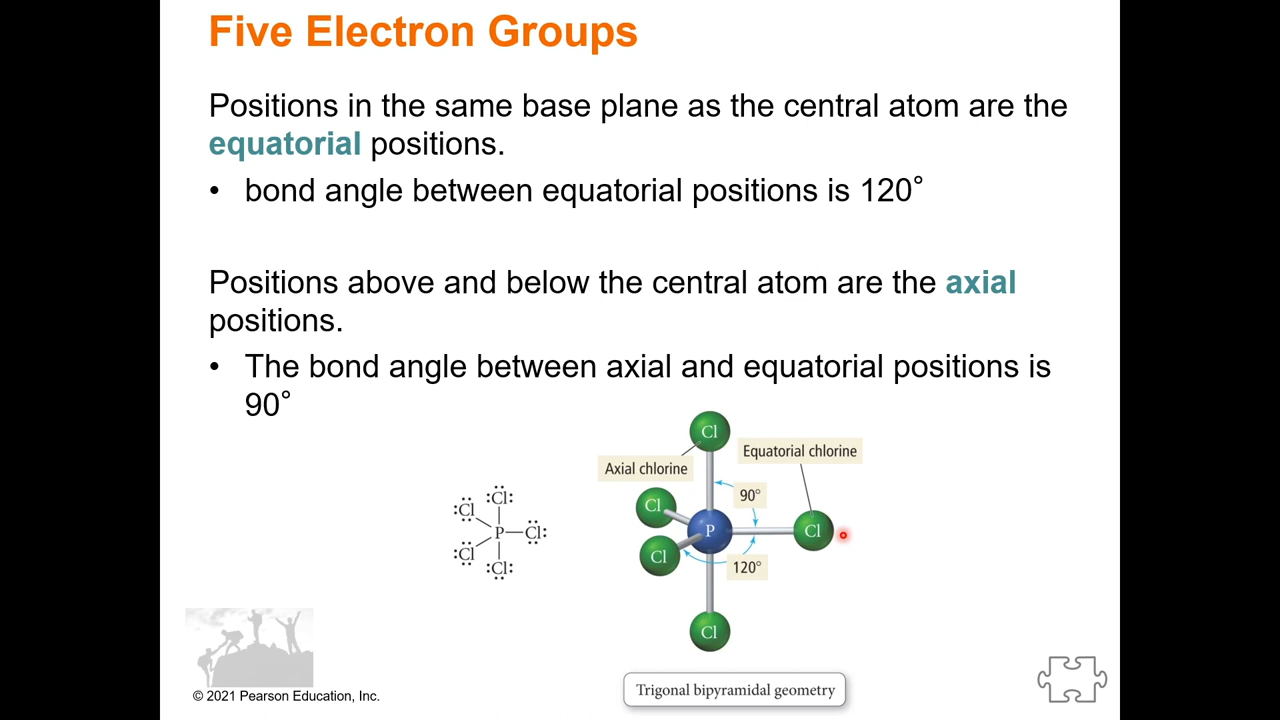 Five Electron Groups
Positions in the same base plane as the central atom are the
equatorial positions.
• bond angle between equatorial positions is 120°
Positions above and below the central atom are the axial
positions.
• The bond angle between axial and equatorial positions is
90°
Cl
Axial chlorine
Equatorial chlorine
90°
Cl
P
Cl
Cl
120°
Cl
:Cl:
:Cl
P
Cl:
:Cl
:Cl:
Trigonal bipyramidal geometry
© 2021 Pearson Education, Inc.